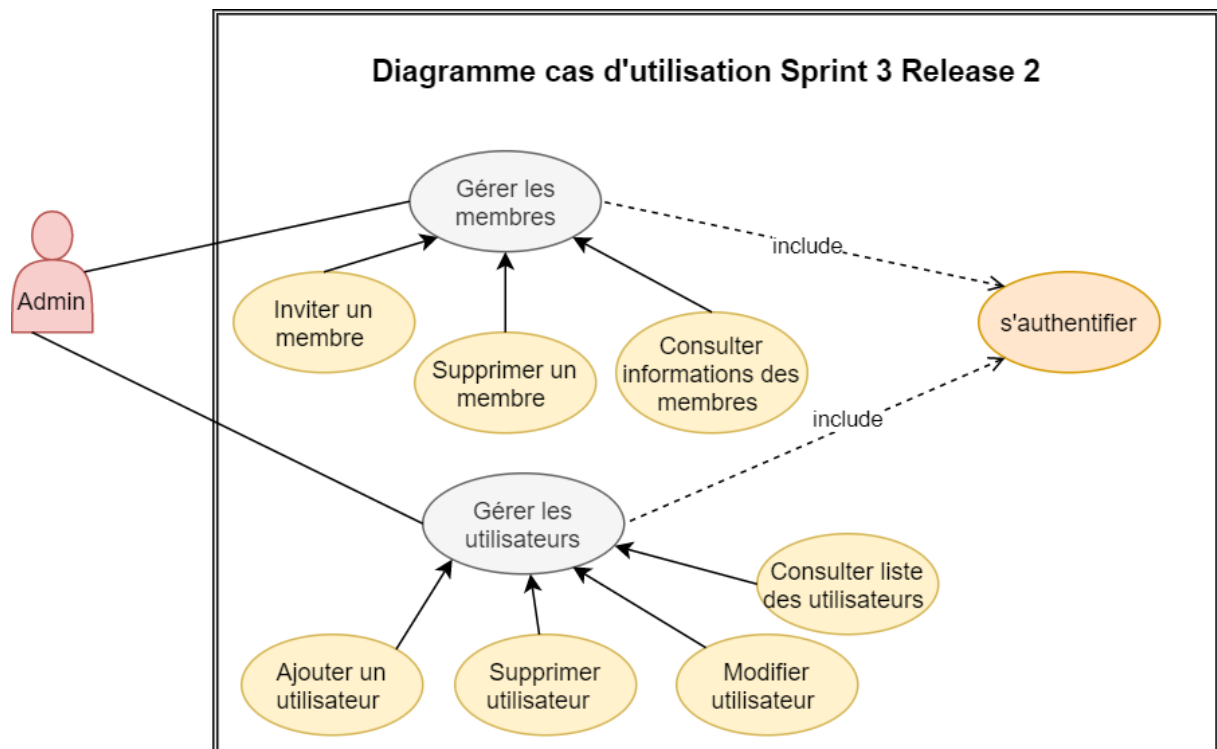 Diagramme cas d'utilisation Sprint 3 Release 2
Gérer les
membres
include
Admin
Inviter un
membre
s'authentifier
Supprimer un
membre
Consulter
informations des
membres
include
Gérer les
utilisateurs
Consulter liste
des utilisateurs
Ajouter un
utilisateur
Supprimer
utilisateur
Modifier
utilisateur